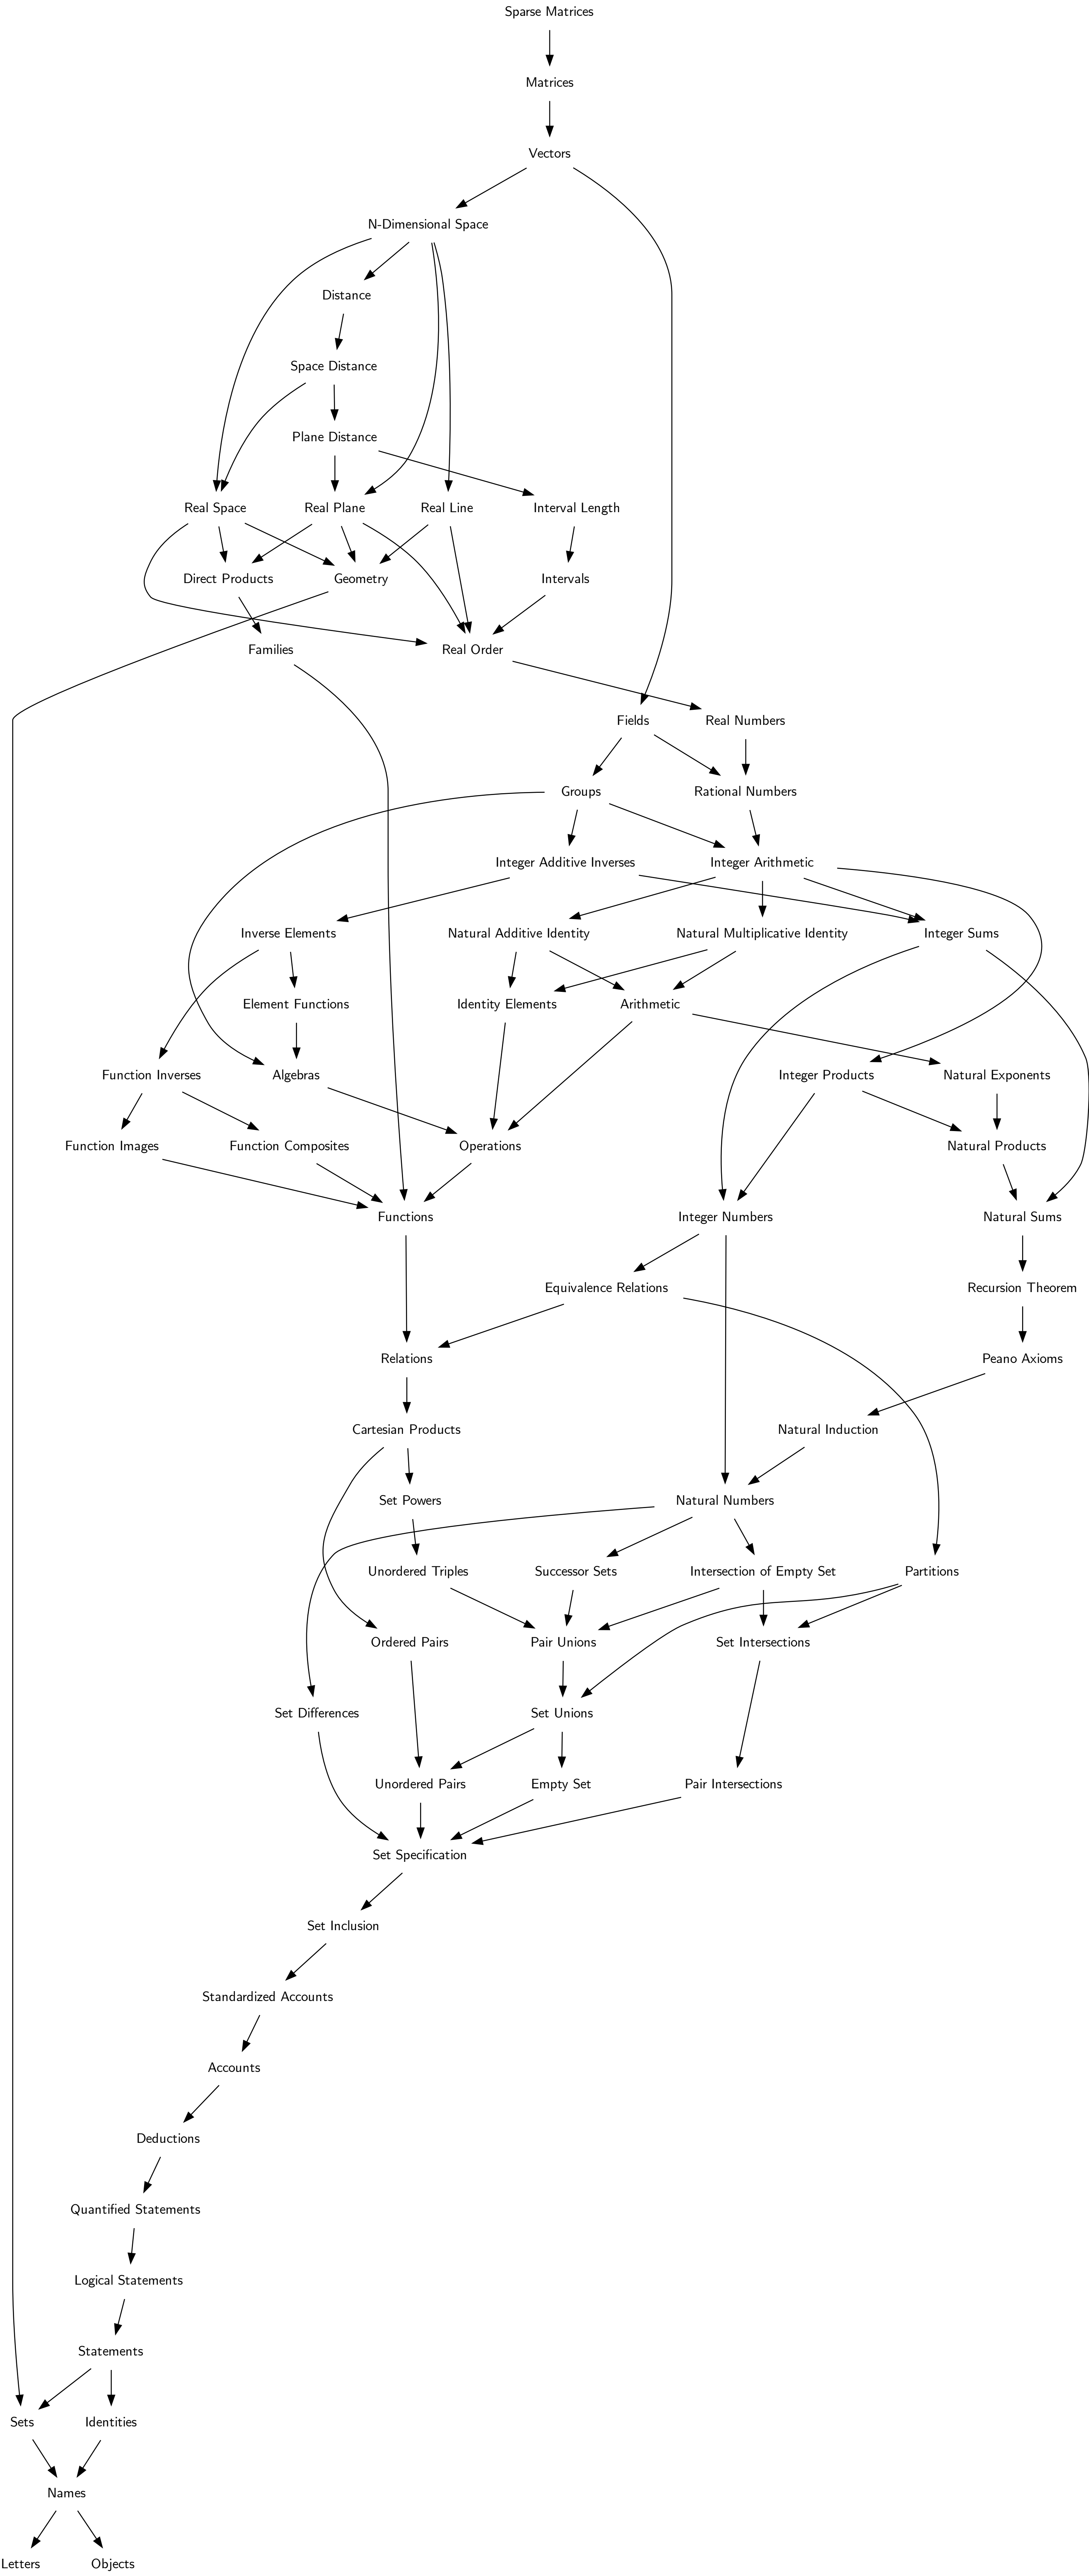 Sparse Matrices
Matrices
Vectors
N-Dimensional Space
Distance
Space Distance
Plane Distance
Real Space
Real Plane
Real Line
Interval Length
Direct Products
Geometry
Intervals
Families
Real Order
Fields
Real Numbers
Groups
Rational Numbers
Integer Additive Inverses
Integer Arithmetic
Inverse Elements
Natural Additive Identity
Natural Multiplicative Identity
Integer Sums
Element Functions
Identity Elements
Arithmetic
Function Inverses
Algebras
Integer Products
Natural Exponents
Function Images
Function Composites
Operations
Natural Products
Functions
Integer Numbers
Natural Sums
Equivalence Relations
Recursion Theorem
Relations
Peano Axioms
Cartesian Products
Natural Induction
Set Powers
Natural Numbers
Unordered Triples
Successor Sets
Intersection of Empty Set
Partitions
Ordered Pairs
Pair Unions
Set Intersections
Set Differences
Set Unions
Unordered Pairs
Empty Set
Pair Intersections
Set Specification
Set Inclusion
Standardized Accounts
Accounts
Deductions
Quantified Statements
Logical Statements
Statements
Sets
Identities
Names
Letters
Objects